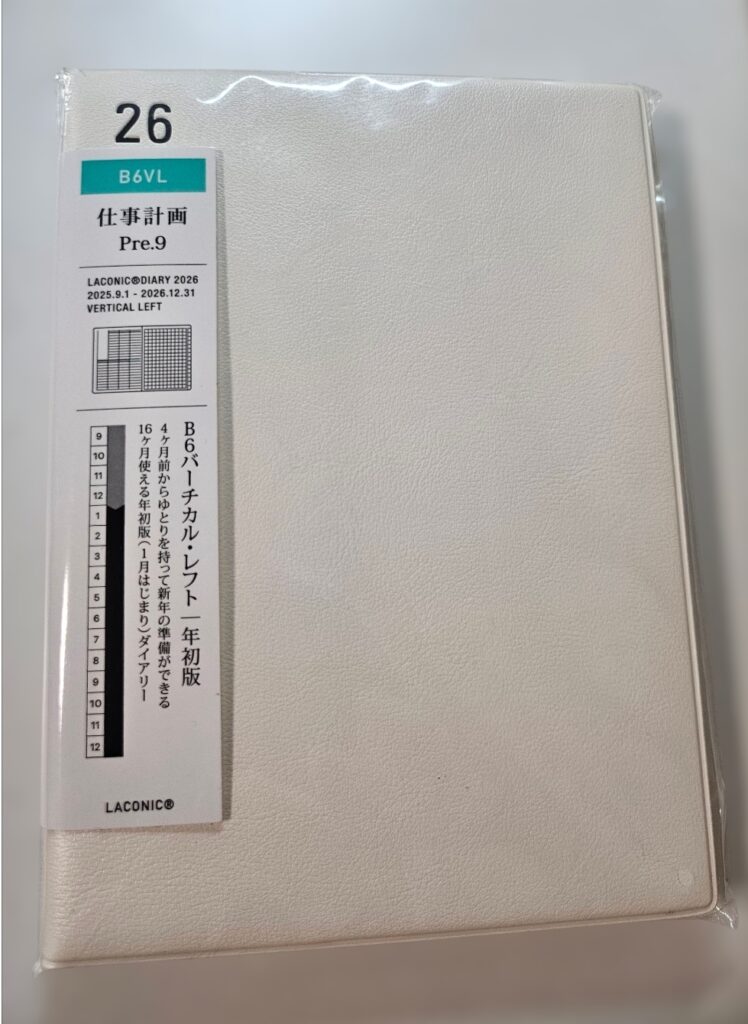 26
B6VL
仕事計画
Pre.9
LACONIC®DIARY 2026
2025.9.1 - 2026.12.31
VERTICAL LEFT
B6バーチカル・レフト|年初版
4ヶ月前からゆとりを持って新年の準備ができる
16ヶ月使える年初版(1月はじまり)ダイアリー
9
10
11
12
1
2
3
4
5
6
7
8
9
10
11
12
LACONIC®